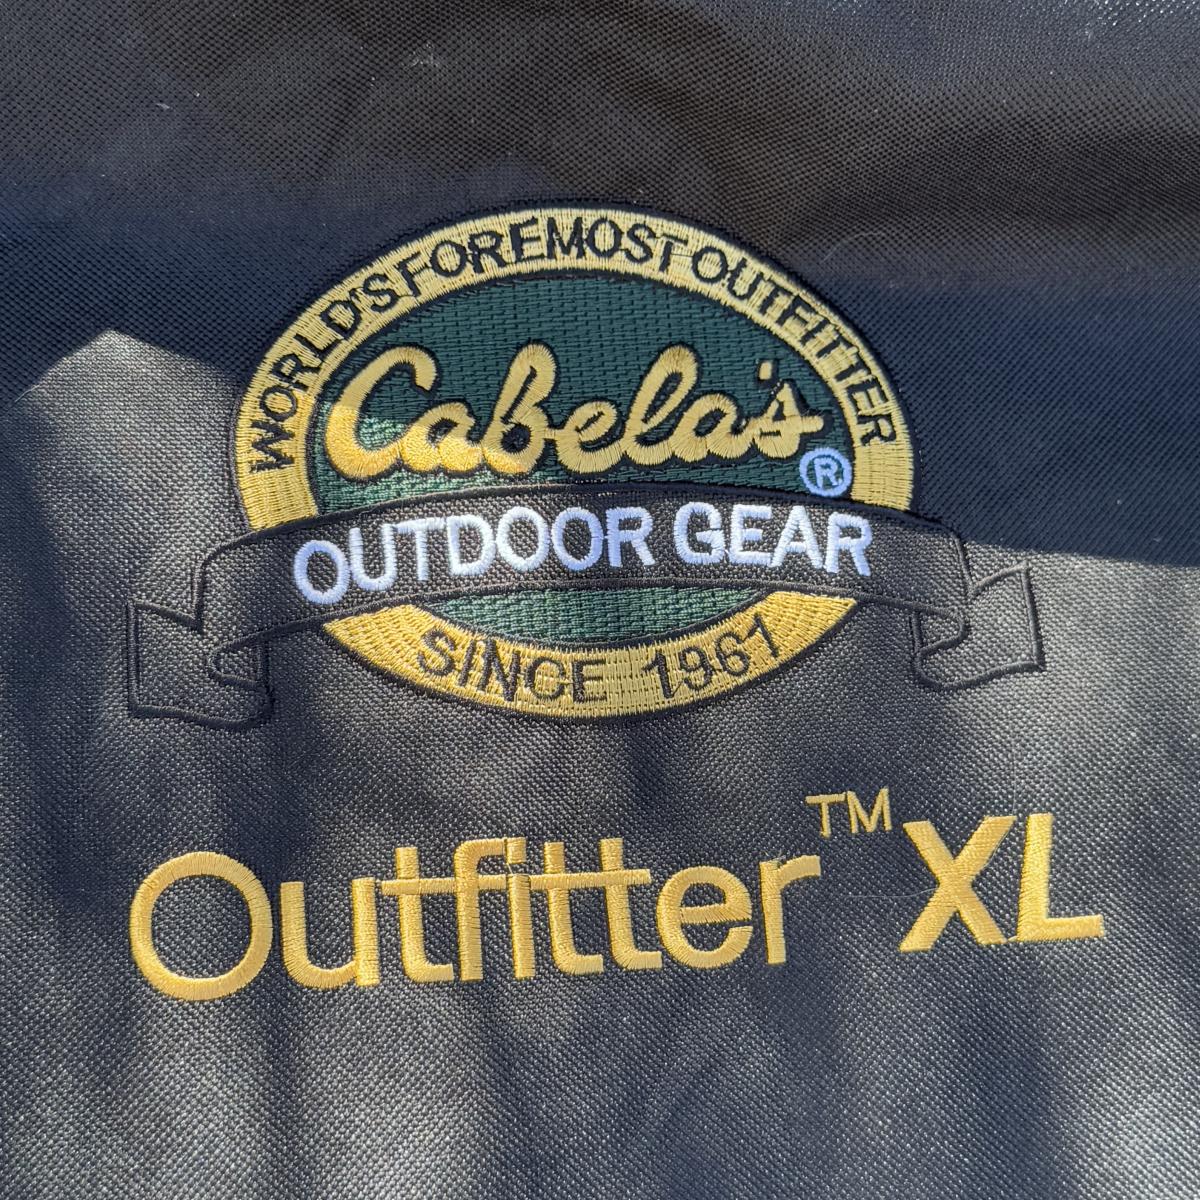 WORLD'S FOREMOST OUTFITTER
Cabela's®
OUTDOOR GEAR
SINCE 1961
Outfitter™ XL